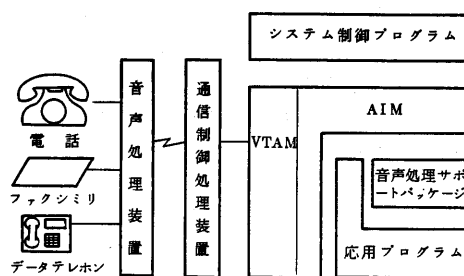 システム制御プログラム
電話
ファクシミリ
データテレホン
音声処理装置
通信制御処理装置
VTAM
AIM
音声処理サポ
ートパッケージ
応用プログラム